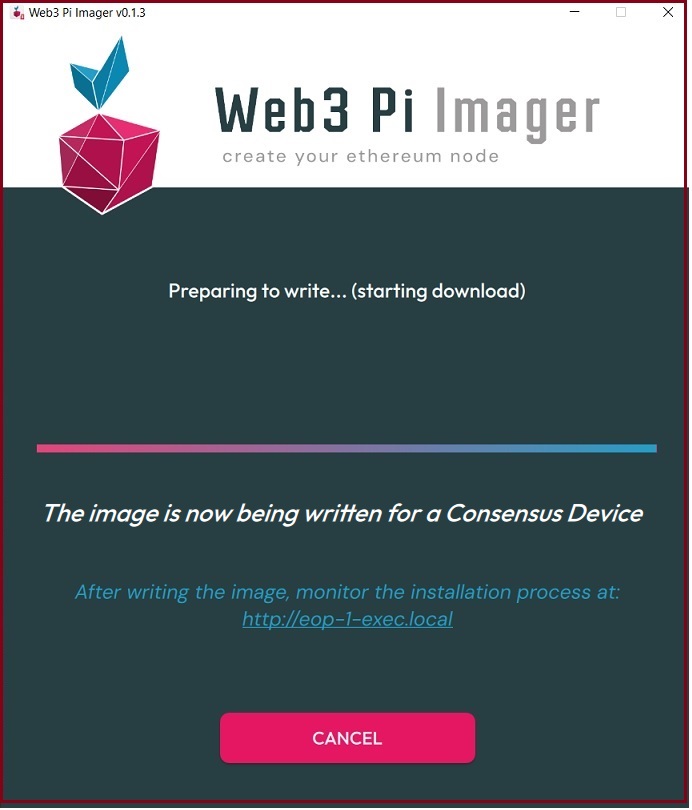 Web3 Pi Imager v0.1.3
Web3 Pi Imager
create your ethereum node
Preparing to write... (starting download)
The image is now being written for a Consensus Device
After writing the image, monitor the installation process at:
http://eop-1-exec.local
CANCEL